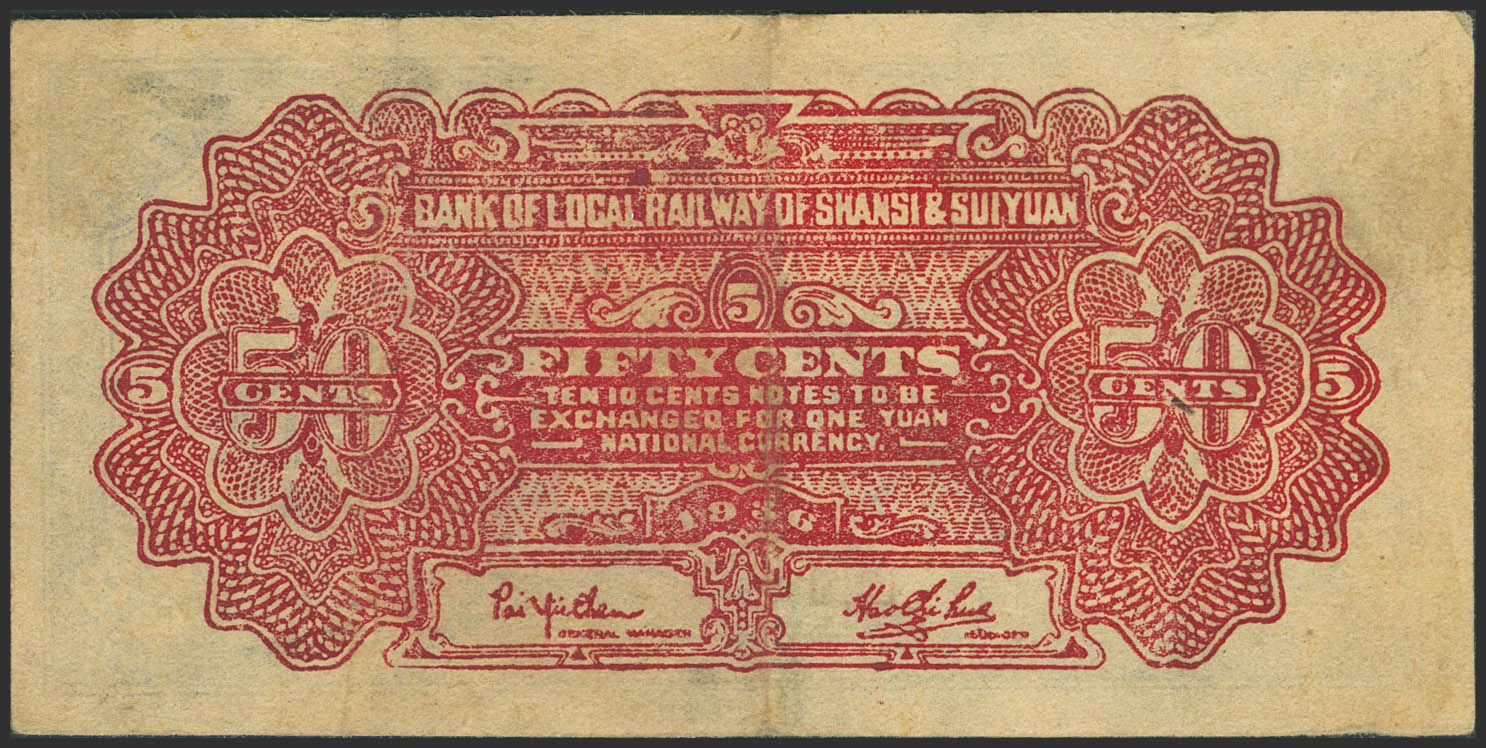 BANK OF LOCAL RAILWAY OF SHANSI & SUIYUAN
5
50
CENTS
50
CENTS
5
5
FIFTY CENTS
TEN 10 CENTS NOTES TO BE
EXCHANGED FOR ONE YUAN
NATIONAL CURRENCY
1936
GENERAL MANAGER